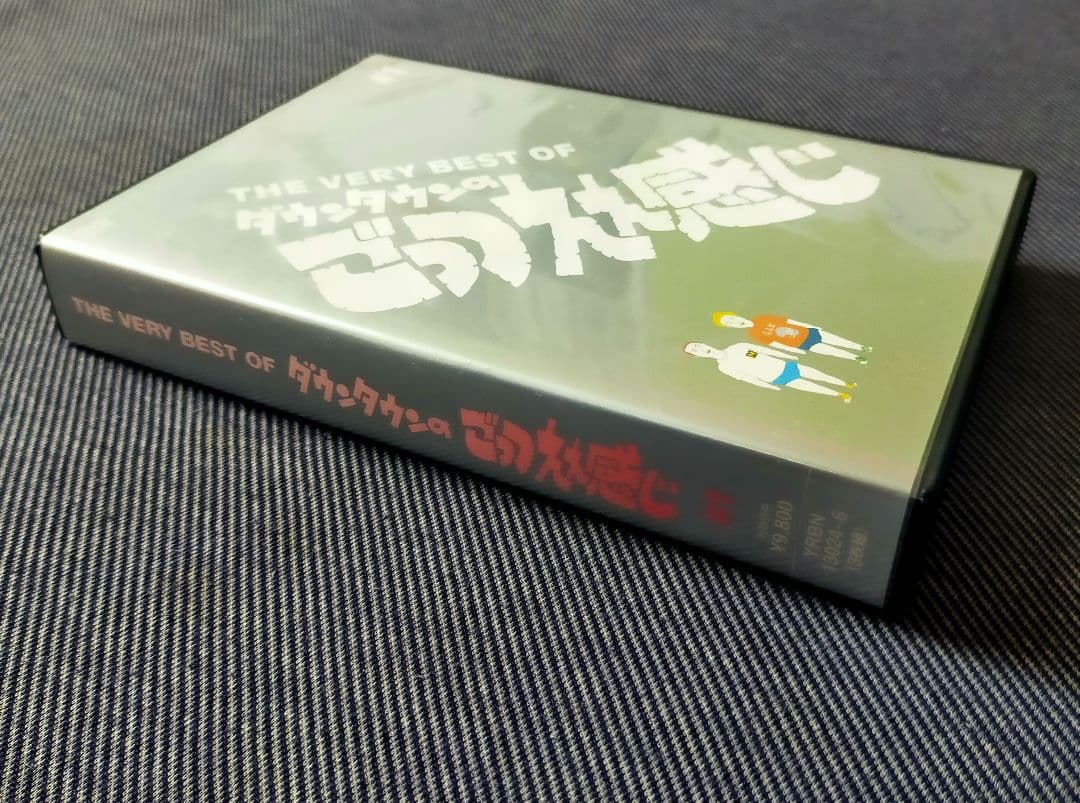 THE VERY BEST OF
ダウンタウンの
ごっつええ感じ
THE VERY BEST OF ダウンタウンの ごっつええ感じ
¥9,800
YRBN
13024-6